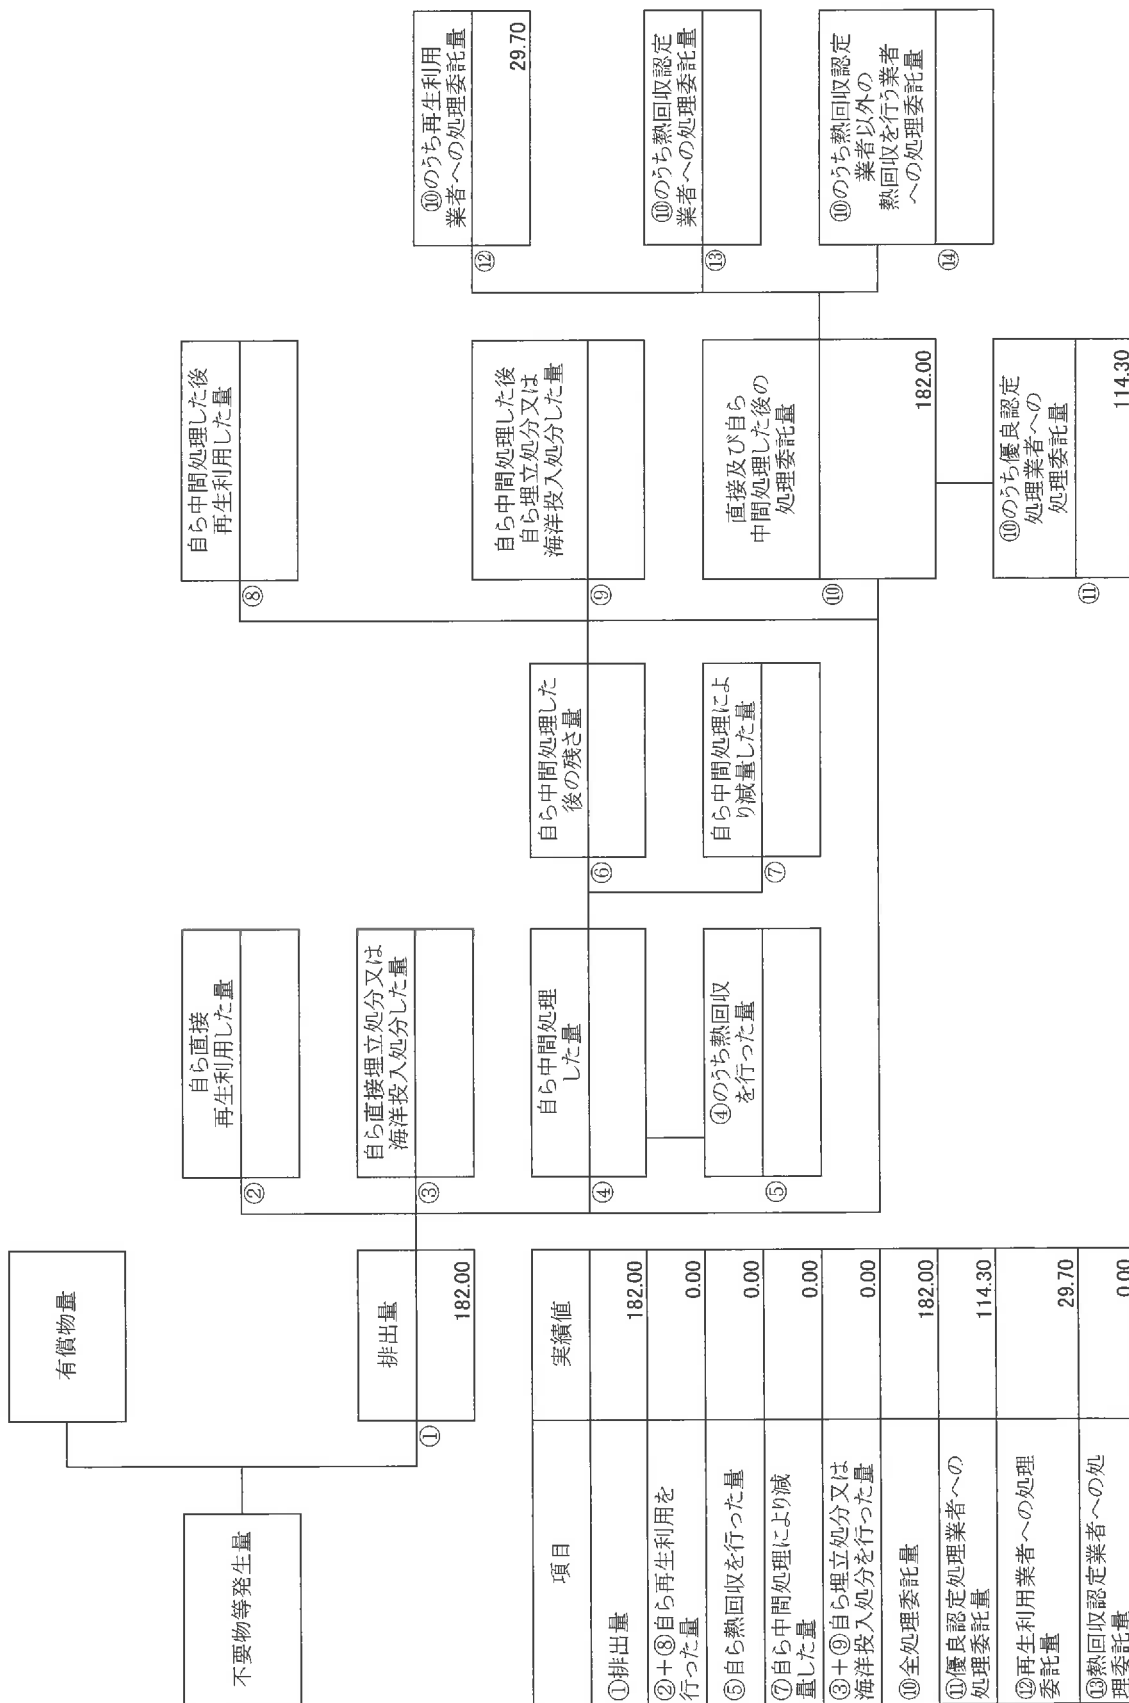 有償物量
不要物等発生量
①
排出量
182.00
②
自ら直接
再生利用した量
③
自ら直接埋立処分又は
海洋投入処分した量
④
自ら中間処理
した量
⑤
④のうち熱回収
を行った量
⑥
自ら中間処理した
後の残さ量
⑦
自ら中間処理によ
り減量した量
⑧
自ら中間処理した後
再生利用した量
⑨
自ら中間処理した後
自ら埋立処分又は
海洋投入処分した量
⑩
直接及び自ら
中間処理した後の
処理委託量
182.00
⑪
⑩のうち優良認定
処理業者への
処理委託量
114.30
⑫
⑩のうち再生利用
業者への処理委託量
29.70
⑬
⑩のうち熱回収認定
業者への処理委託量
⑭
⑩のうち熱回収認定
業者以外の
熱回収を行う業者
への処理委託量
項目
実績値
①排出量
182.00
②+⑧自ら再生利用を
行った量
0.00
⑤自ら熱回収を行った量
0.00
⑦自ら中間処理により減
量した量
0.00
③+⑨自ら埋立処分又は
海洋投入処分を行った量
0.00
⑩全処理委託量
182.00
⑪優良認定処理業者への
処理委託量
114.30
⑫再生利用業者への処理
委託量
29.70
⑬熱回収認定業者への処
理委託量
0.00